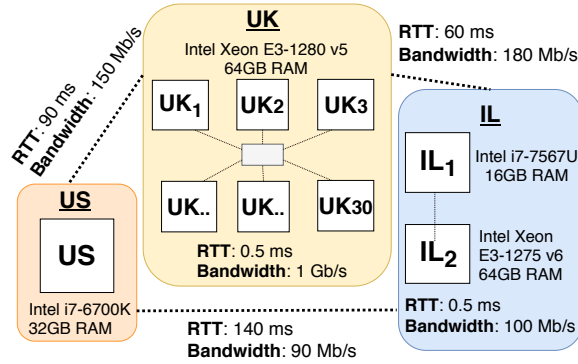 UK
Intel Xeon E3-1280 v5
64GB RAM
UK1
UK2
UK3
UK..
UK..
UK30
RTT: 0.5 ms
Bandwidth: 1 Gb/s
RTT: 60 ms
Bandwidth: 180 Mb/s
RTT: 90 ms
Bandwidth: 150 Mb/s
IL
IL1
Intel i7-7567U
16GB RAM
IL2
Intel Xeon
E3-1275 v6
64GB RAM
RTT: 0.5 ms
Bandwidth: 100 Mb/s
US
US
Intel i7-6700K
32GB RAM
RTT: 140 ms
Bandwidth: 90 Mb/s